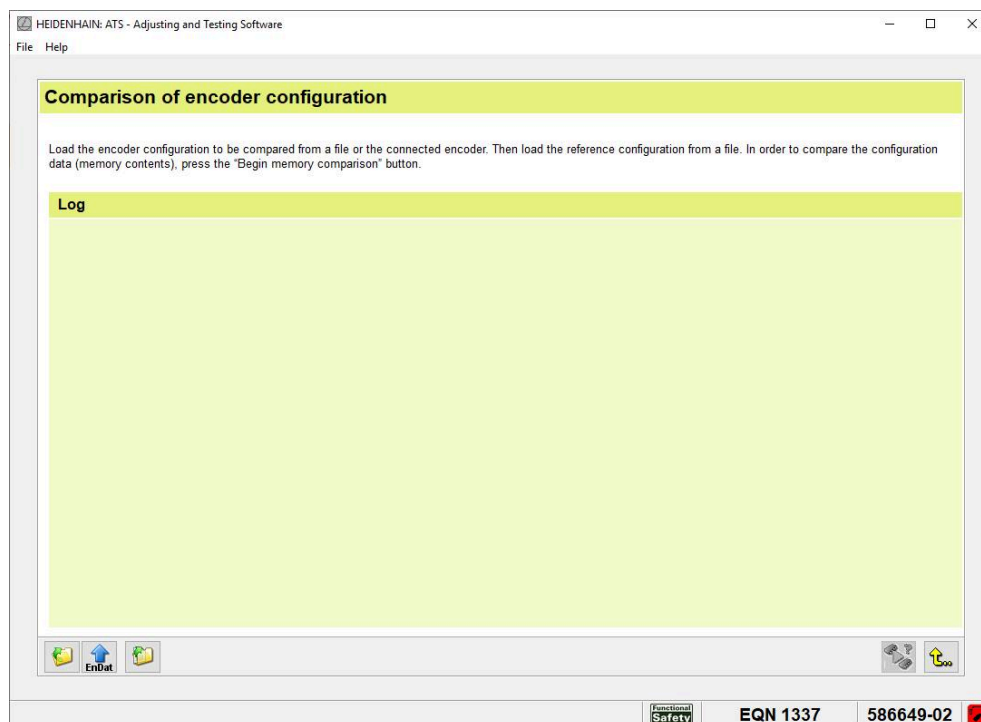 HEIDENHAIN: ATS - Adjusting and Testing Software
File Help
Comparison of encoder configuration
Load the encoder configuration to be compared from a file or the connected encoder. Then load the reference configuration from a file. In order to compare the configuration
data (memory contents), press the “Begin memory comparison” button.
Log
EnDat
Functional
Safety
EQN 1337
586649-02